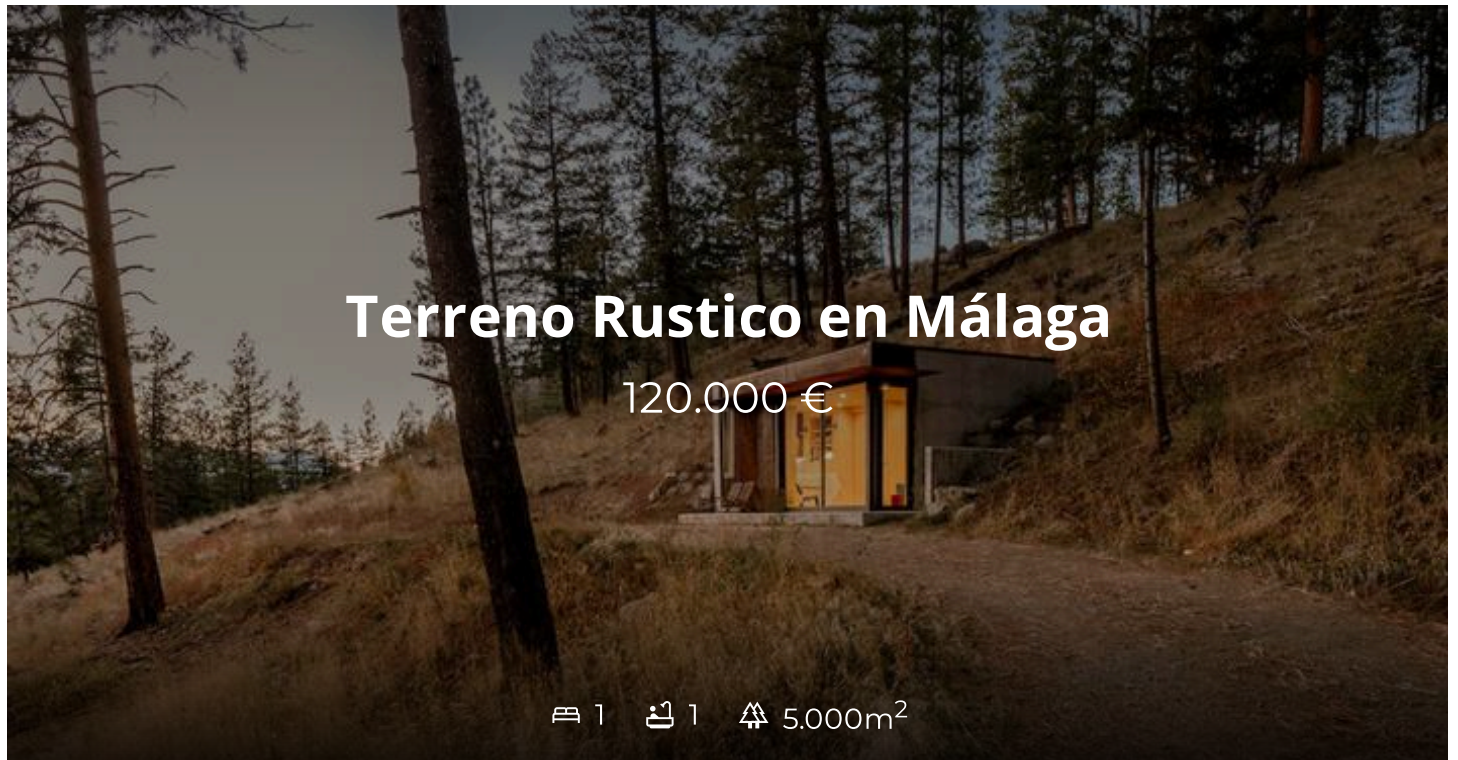 Terreno Rustico en Málaga
120.000 €
1 1 5.000m²